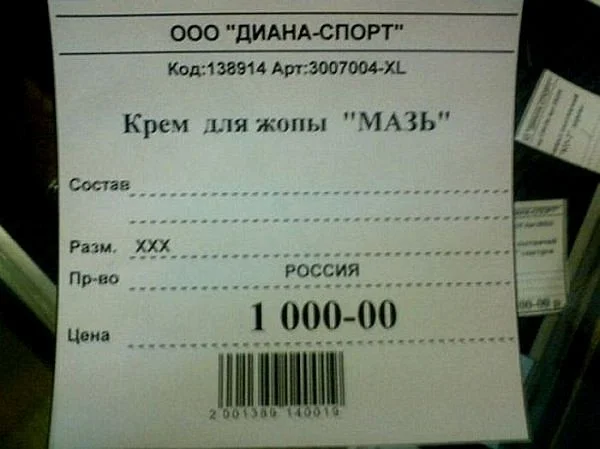 ООО "ДИАНА-СПОРТ"
Код:138914 Арт:3007004-XL
Крем для жопы "МАЗЬ"
Состав
Разм. XXX
Пр-во РОССИЯ
Цена 1 000-00
2 001389 140019